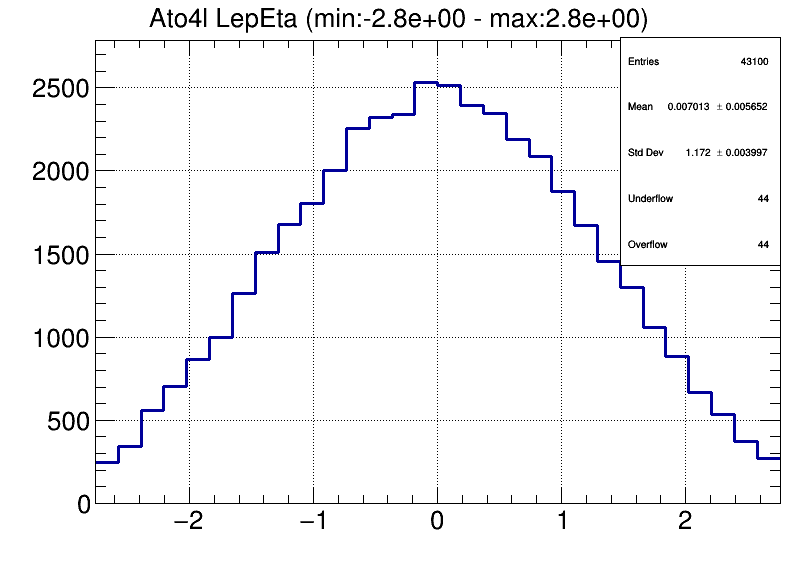 Ato4l LepEta (min:-2.8e+00 - max:2.8e+00)
Entries 43100
Mean 0.007013 ± 0.005652
Std Dev 1.172 ± 0.003997
Underflow 44
Overflow 44
2500
2000
1500
1000
500
0
−2 −1 0 1 2